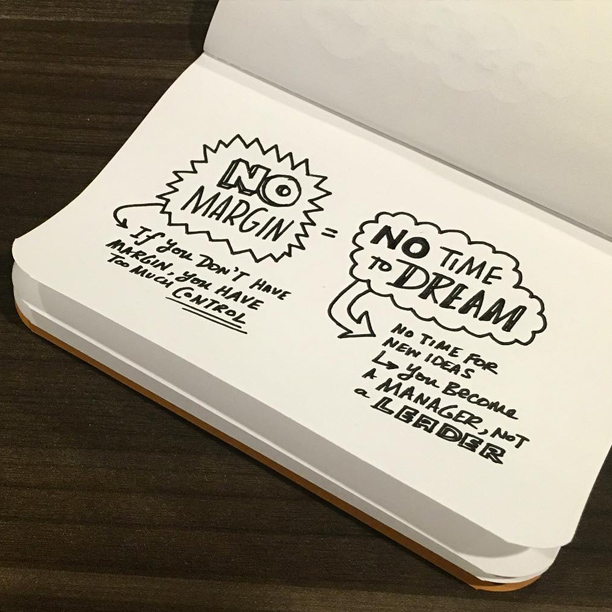 NO
MARGIN
=
NO TIME
TO DREAM
If you DON'T HAVE
MARGIN, you HAVE
TOO MUCH CONTROL
NO TIME FOR
NEW IDEAS
↳ you BECOME
A MANAGER, NOT
a LEADER